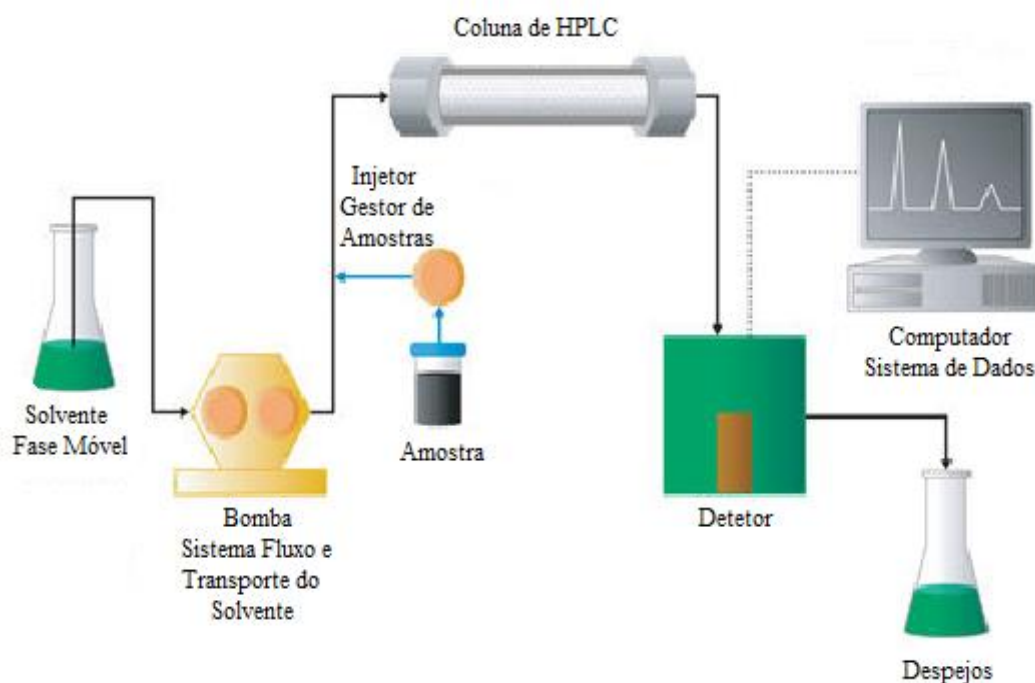 Coluna de HPLC
Injetor
Gestor de
Amostras
Solvente
Fase Móvel
Bomba
Sistema Fluxo e
Transporte do
Solvente
Amostra
Detetor
Computador
Sistema de Dados
Despejos